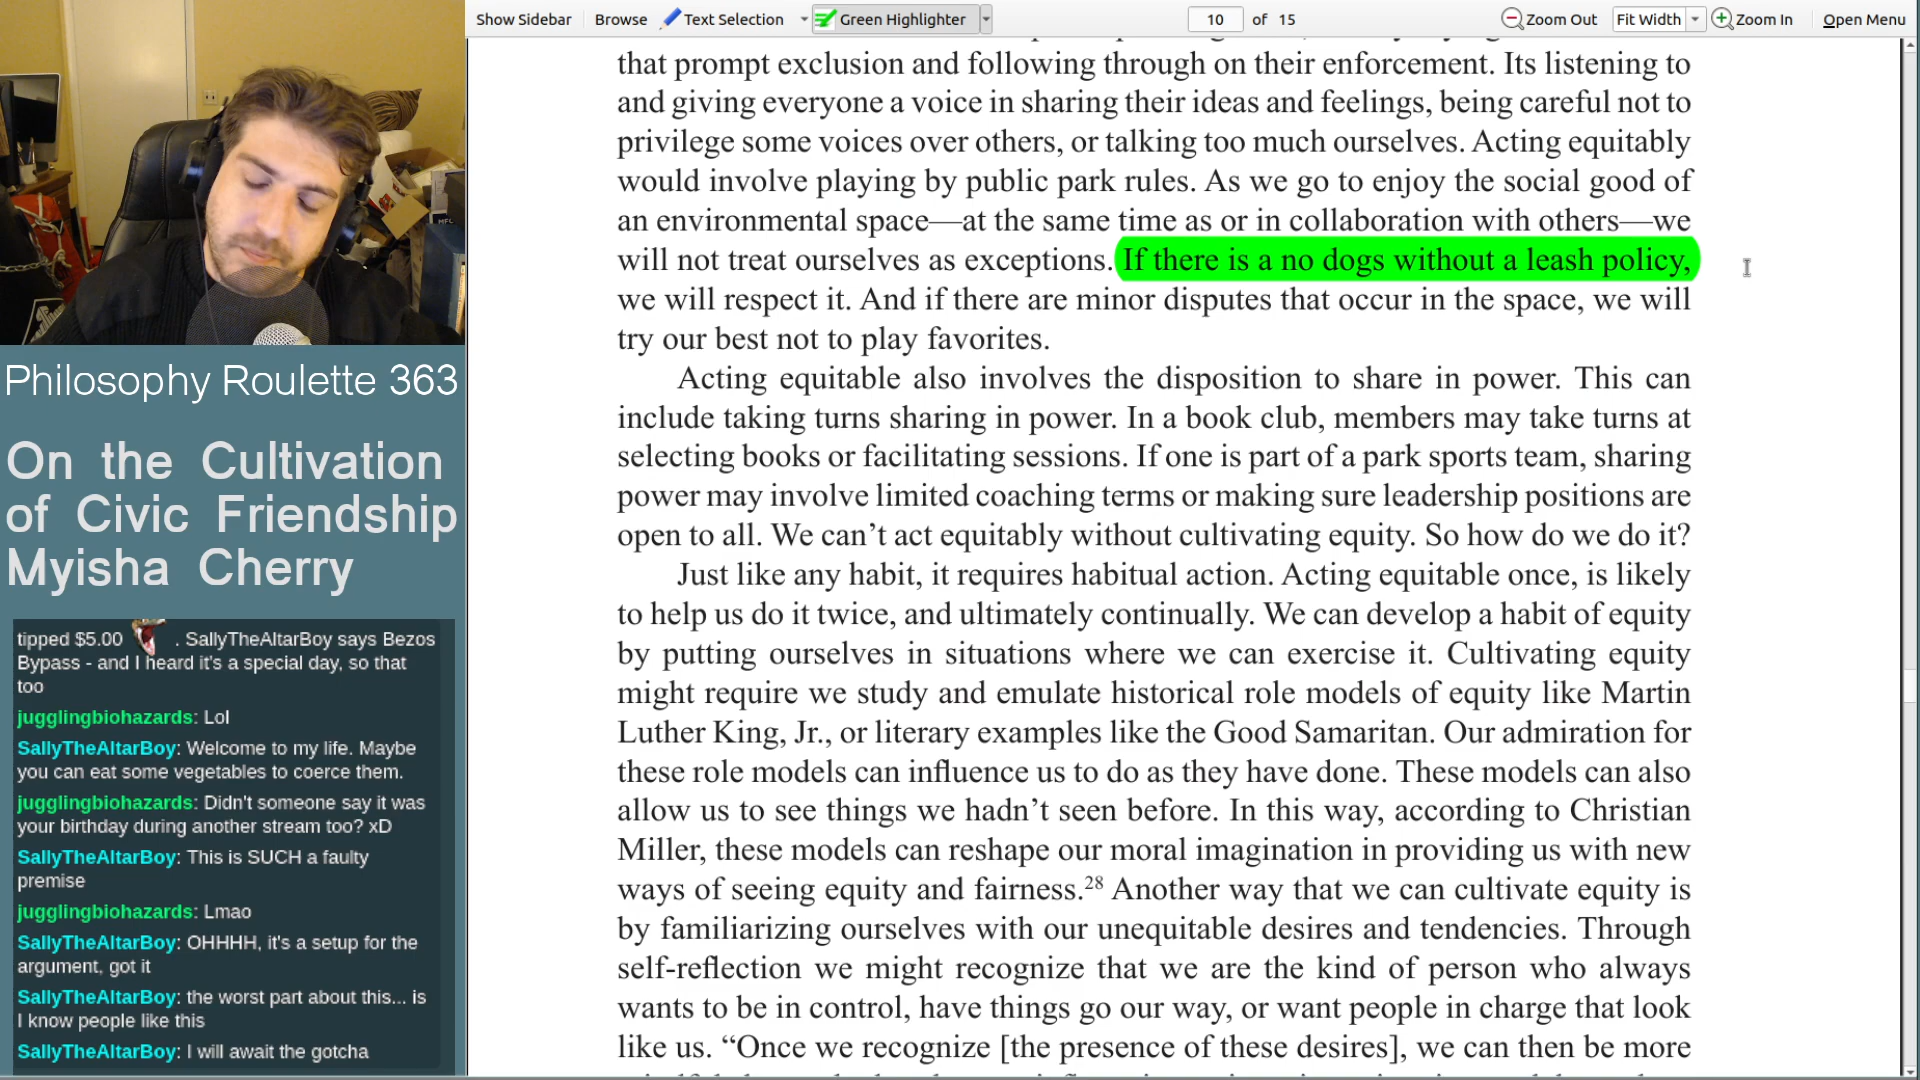 Show Sidebar Browse Text Selection Green Highlighter 10 of 15 Zoom Out Fit Width Zoom In Open Menu
that prompt exclusion and following through on their enforcement. Its listening to
and giving everyone a voice in sharing their ideas and feelings, being careful not to
privilege some voices over others, or talking too much ourselves. Acting equitably
would involve playing by public park rules. As we go to enjoy the social good of
an environmental space—at the same time as or in collaboration with others—we
will not treat ourselves as exceptions. If there is a no dogs without a leash policy,
we will respect it. And if there are minor disputes that occur in the space, we will
try our best not to play favorites.
Acting equitable also involves the disposition to share in power. This can
include taking turns sharing in power. In a book club, members may take turns at
selecting books or facilitating sessions. If one is part of a park sports team, sharing
power may involve limited coaching terms or making sure leadership positions are
open to all. We can't act equitably without cultivating equity. So how do we do it?
Just like any habit, it requires habitual action. Acting equitable once, is likely
to help us do it twice, and ultimately continually. We can develop a habit of equity
by putting ourselves in situations where we can exercise it. Cultivating equity
might require we study and emulate historical role models of equity like Martin
Luther King, Jr., or literary examples like the Good Samaritan. Our admiration for
these role models can influence us to do as they have done. These models can also
allow us to see things we hadn't seen before. In this way, according to Christian
Miller, these models can reshape our moral imagination in providing us with new
ways of seeing equity and fairness.28 Another way that we can cultivate equity is
by familiarizing ourselves with our unequitable desires and tendencies. Through
self-reflection we might recognize that we are the kind of person who always
wants to be in control, have things go our way, or want people in charge that look
like us. “Once we recognize [the presence of these desires], we can then be more
Philosophy Roulette 363
On the Cultivation
of Civic Friendship
Myisha Cherry
tipped $5.00 . SallyTheAltarBoy says Bezos
Bypass - and I heard it's a special day, so that
too
jugglingbiohazards: Lol
SallyTheAltarBoy: Welcome to my life. Maybe
you can eat some vegetables to coerce them.
jugglingbiohazards: Didn't someone say it was
your birthday during another stream too? xD
SallyTheAltarBoy: This is SUCH a faulty
premise
jugglingbiohazards: Lmao
SallyTheAltarBoy: OHHHH, it's a setup for the
argument, got it
SallyTheAltarBoy: the worst part about this... is
I know people like this
SallyTheAltarBoy: I will await the gotcha